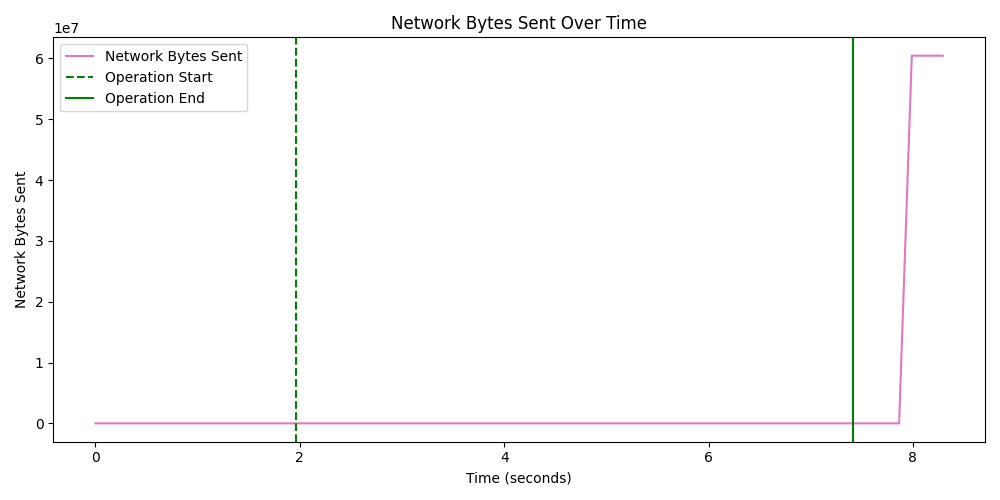 Network Bytes Sent Over Time
1e7
Network Bytes Sent
Operation Start
Operation End
6
5
4
3
2
1
0
Network Bytes Sent
0 2 4 6 8
Time (seconds)